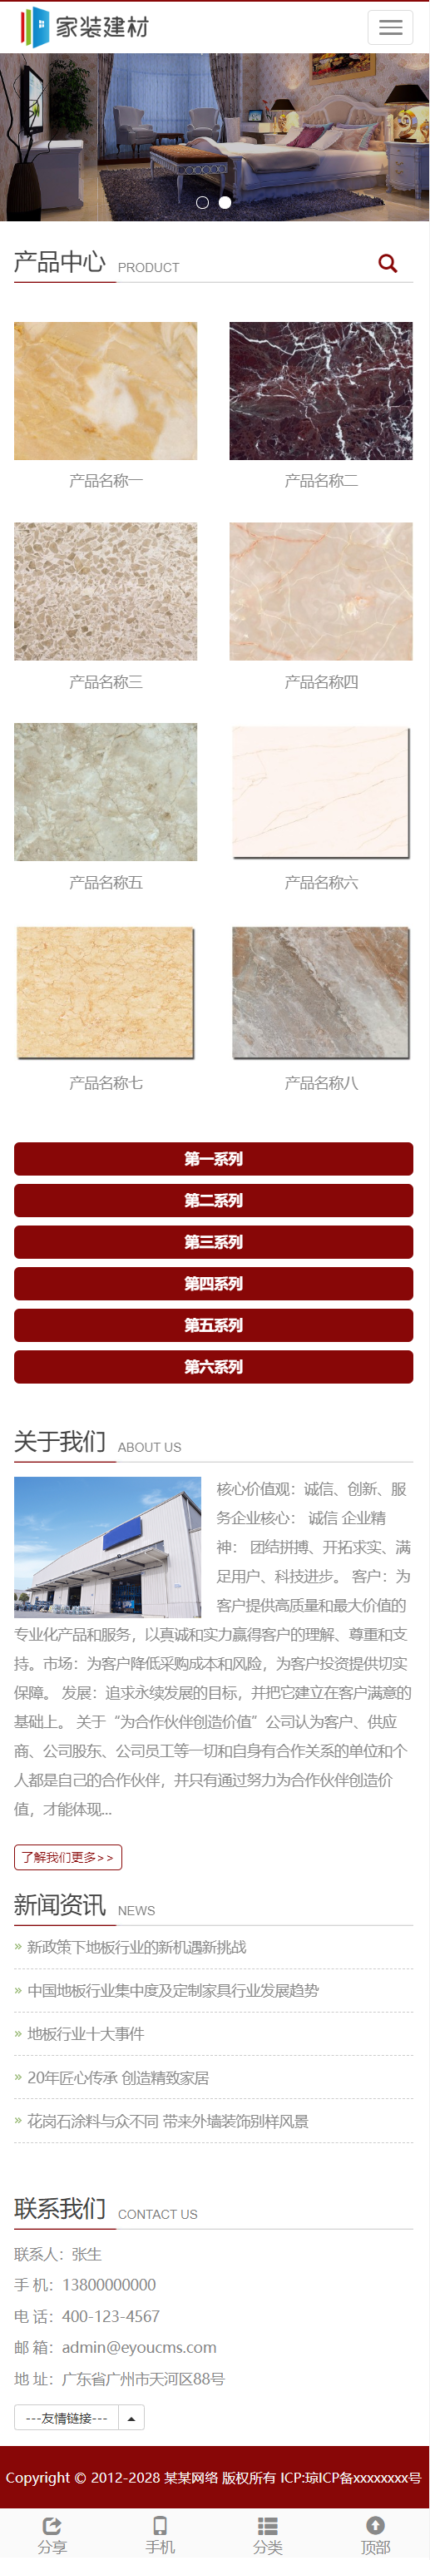 家装建材
产品中心 PRODUCT
产品名称一
产品名称二
产品名称三
产品名称四
产品名称五
产品名称六
产品名称七
产品名称八
第一系列
第二系列
第三系列
第四系列
第五系列
第六系列
关于我们 ABOUT US
核心价值观：诚信、创新、服
务企业核心： 诚信 企业精
神： 团结拼搏、开拓求实、满
足用户、科技进步。 客户：为
客户提供高质量和最大价值的
专业化产品和服务，以真诚和实力赢得客户的理解、尊重和支
持。市场：为客户降低采购成本和风险，为客户投资提供切实
保障。 发展：追求永续发展的目标，并把它建立在客户满意的
基础上。 关于“为合作伙伴创造价值”公司认为客户、供应
商、公司股东、公司员工等一切和自身有合作关系的单位和个
人都是自己的合作伙伴，并只有通过努力为合作伙伴创造价
值，才能体现...
了解我们更多>>
新闻资讯 NEWS
» 新政策下地板行业的新机遇新挑战
» 中国地板行业集中度及定制家具行业发展趋势
» 地板行业十大事件
» 20年匠心传承 创造精致家居
» 花岗石涂料与众不同 带来外墙装饰别样风景
联系我们 CONTACT US
联系人：张生
手 机：13800000000
电 话：400-123-4567
邮 箱：admin@eyoucms.com
地 址：广东省广州市天河区88号
---友情链接---
Copyright © 2012-2028 某某网络 版权所有 ICP:琼ICP备xxxxxxxx号
分享
手机
分类
顶部